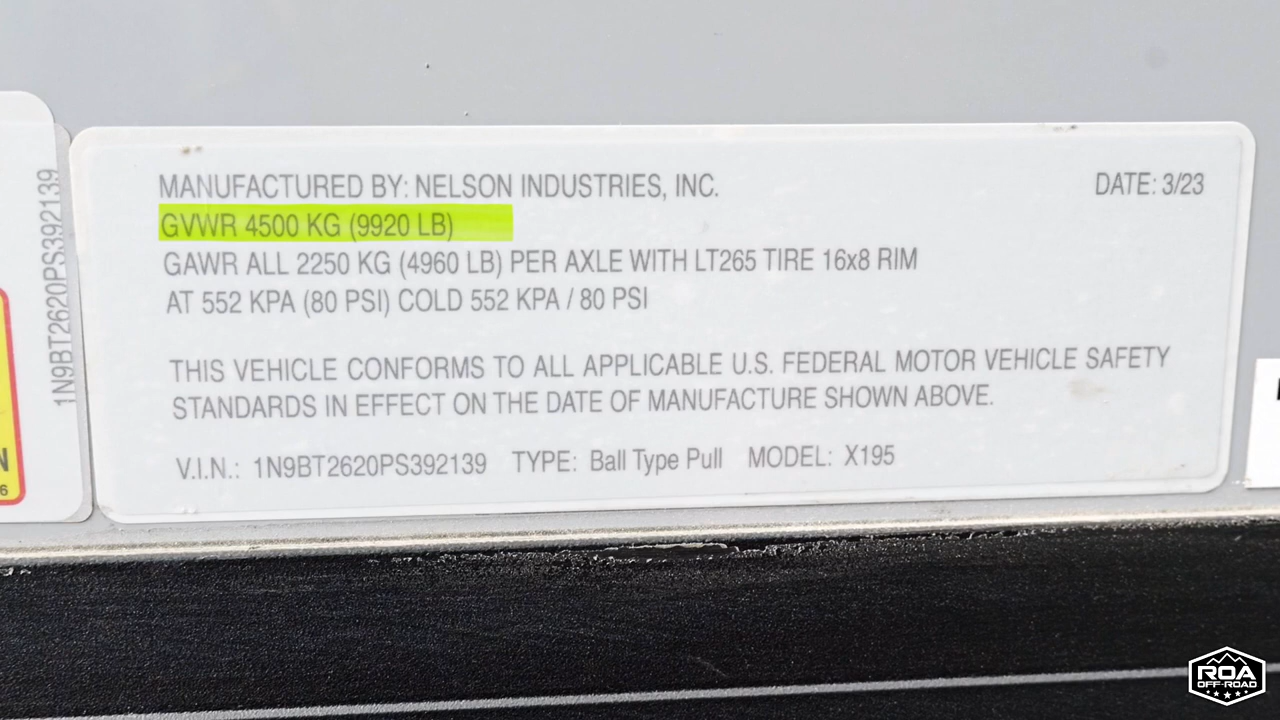 1N9BT2620PS392139
N
6
MANUFACTURED BY: NELSON INDUSTRIES, INC. DATE: 3/23
GVWR 4500 KG (9920 LB)
GAWR ALL 2250 KG (4960 LB) PER AXLE WITH LT265 TIRE 16x8 RIM
AT 552 KPA (80 PSI) COLD 552 KPA / 80 PSI
THIS VEHICLE CONFORMS TO ALL APPLICABLE U.S. FEDERAL MOTOR VEHICLE SAFETY
STANDARDS IN EFFECT ON THE DATE OF MANUFACTURE SHOWN ABOVE.
V.I.N.: 1N9BT2620PS392139 TYPE: Ball Type Pull MODEL: X195
ROA
OFF-ROAD